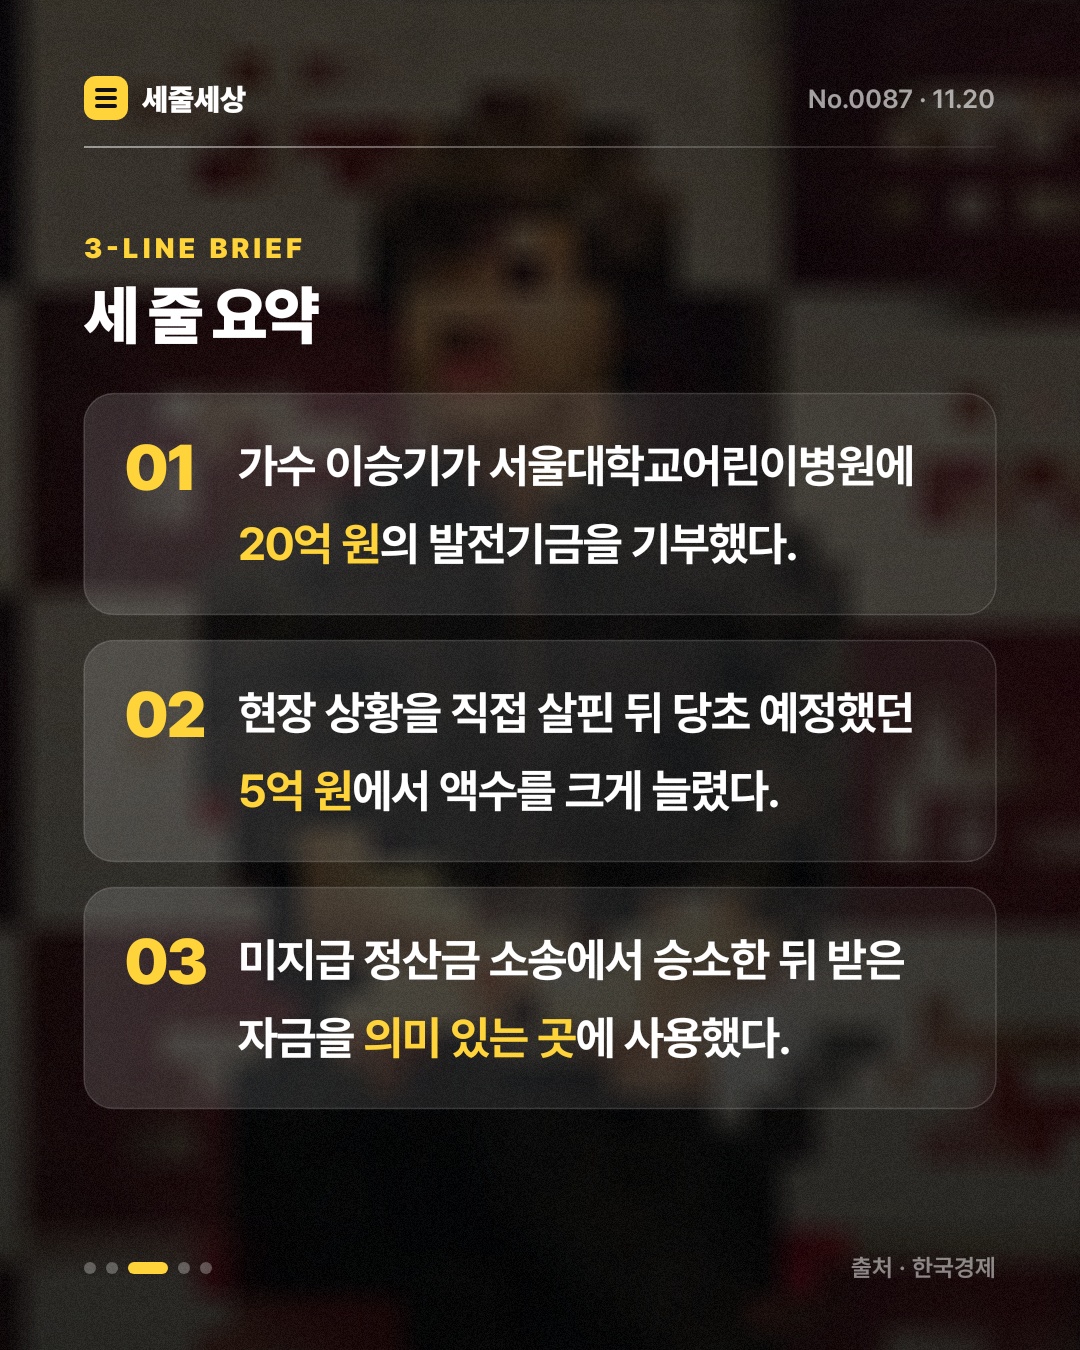 세줄세상
No.0087 · 11.20
3-LINE BRIEF
세 줄 요약
01 가수 이승기가 서울대학교어린이병원에
20억 원의 발전기금을 기부했다.
02 현장 상황을 직접 살핀 뒤 당초 예정했던
5억 원에서 액수를 크게 늘렸다.
03 미지급 정산금 소송에서 승소한 뒤 받은
자금을 의미 있는 곳에 사용했다.
출처 · 한국경제